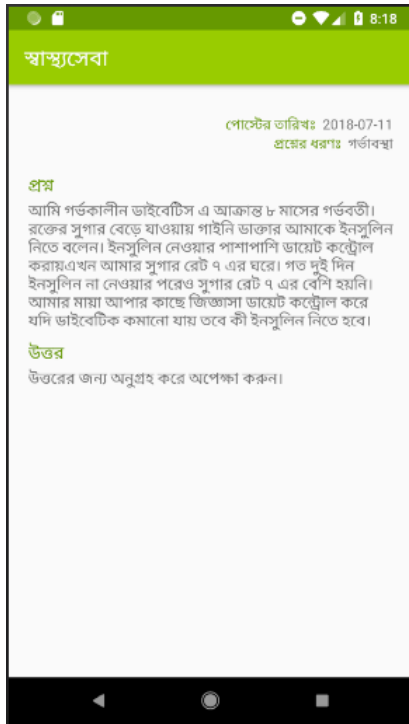 8:18
স্বাস্থ্যসেবা
পোস্টের তারিখঃ 2018-07-11
প্রশ্নের ধরণঃ গর্ভাবস্থা
প্রশ্ন
আমি গর্ভকালীন ডাইবেটিস এ আক্রান্ত ৮ মাসের গর্ভবতী।
রক্তের সুগার বেড়ে যাওয়ায় গাইনি ডাক্তার আমাকে ইনসুলিন
নিতে বলেন। ইনসুলিন নেওয়ার পাশাপাশি ডায়েট কন্ট্রোল
করায়এখন আমার সুগার রেট ৭ এর ঘরে। গত দুই দিন
ইনসুলিন না নেওয়ার পরেও সুগার রেট ৭ এর বেশি হয়নি।
আমার মায়া আপার কাছে জিজ্ঞাসা ডায়েট কন্ট্রোল করে
যদি ডাইবেটিক কমানো যায় তবে কী ইনসুলিন নিতে হবে।
উত্তর
উত্তরের জন্য অনুগ্রহ করে অপেক্ষা করুন।